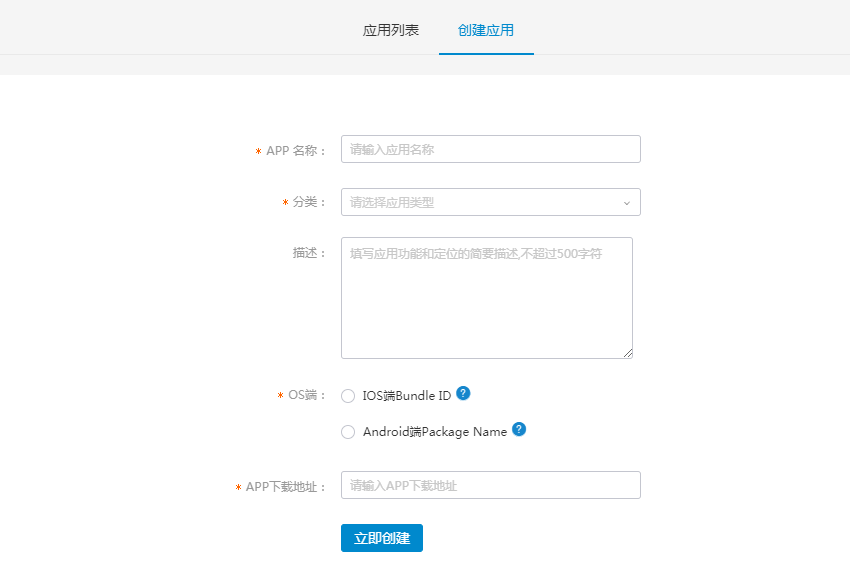 应用列表 创建应用
* APP 名称： 请输入应用名称
* 分类： 请选择应用类型
描述： 填写应用功能和定位的简要描述,不超过500字符
* OS端： IOS端Bundle ID ?
Android端Package Name ?
* APP下载地址： 请输入APP下载地址
立即创建